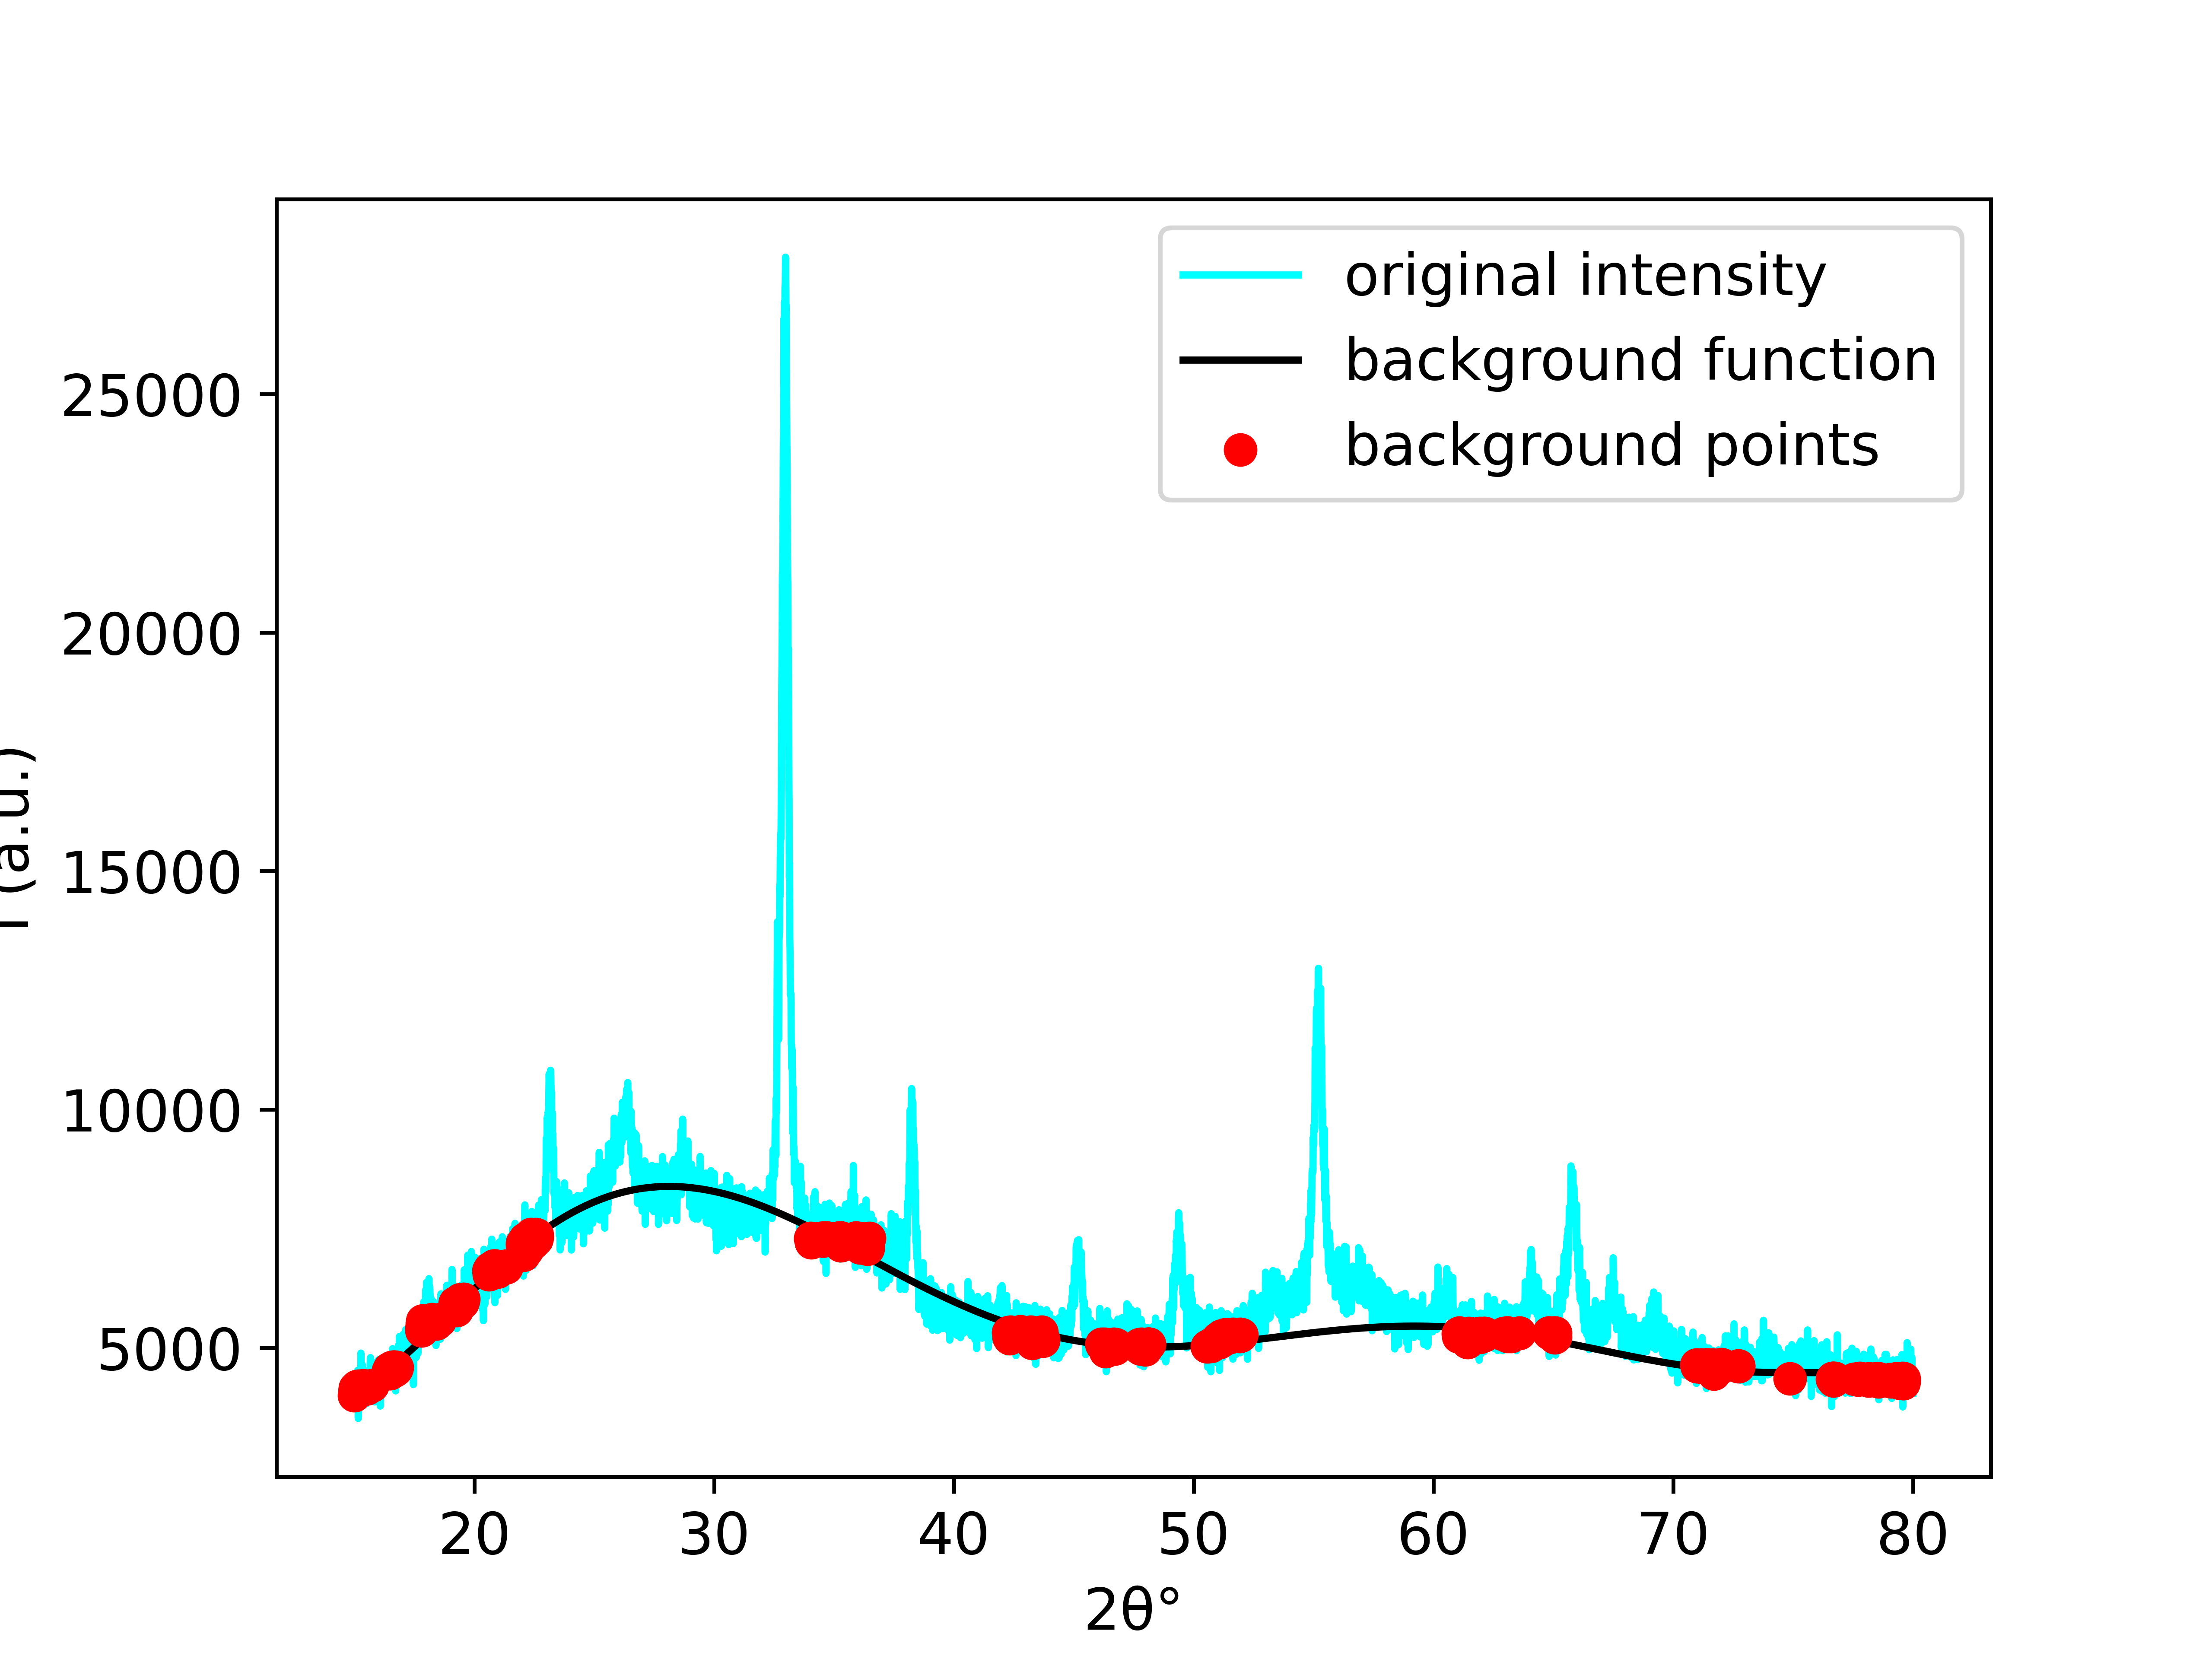 original intensity
background function
background points
25000
20000
15000
10000
5000
(a.u.)
20 30 40 50 60 70 80
2θ°